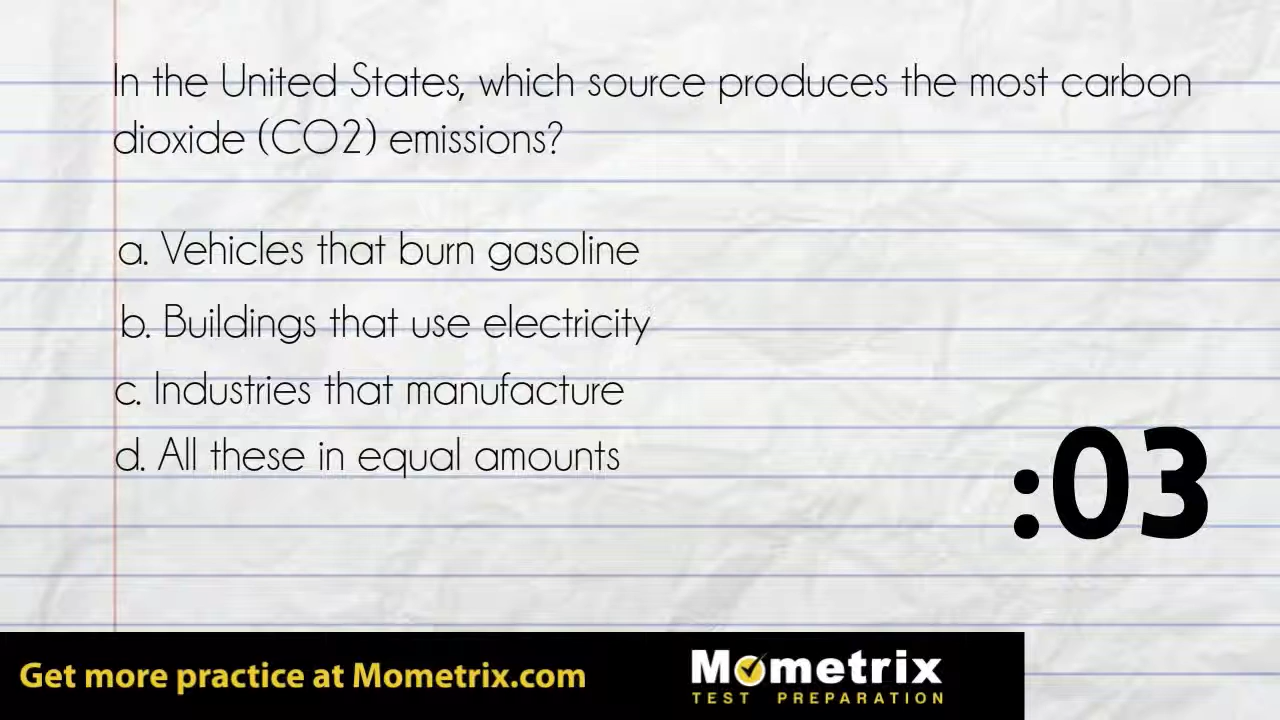 In the United States, which source produces the most carbon
dioxide (CO2) emissions?
a. Vehicles that burn gasoline
b. Buildings that use electricity
c. Industries that manufacture
d. All these in equal amounts
:03
Get more practice at Mometrix.com
Mometrix
TEST PREPARATION